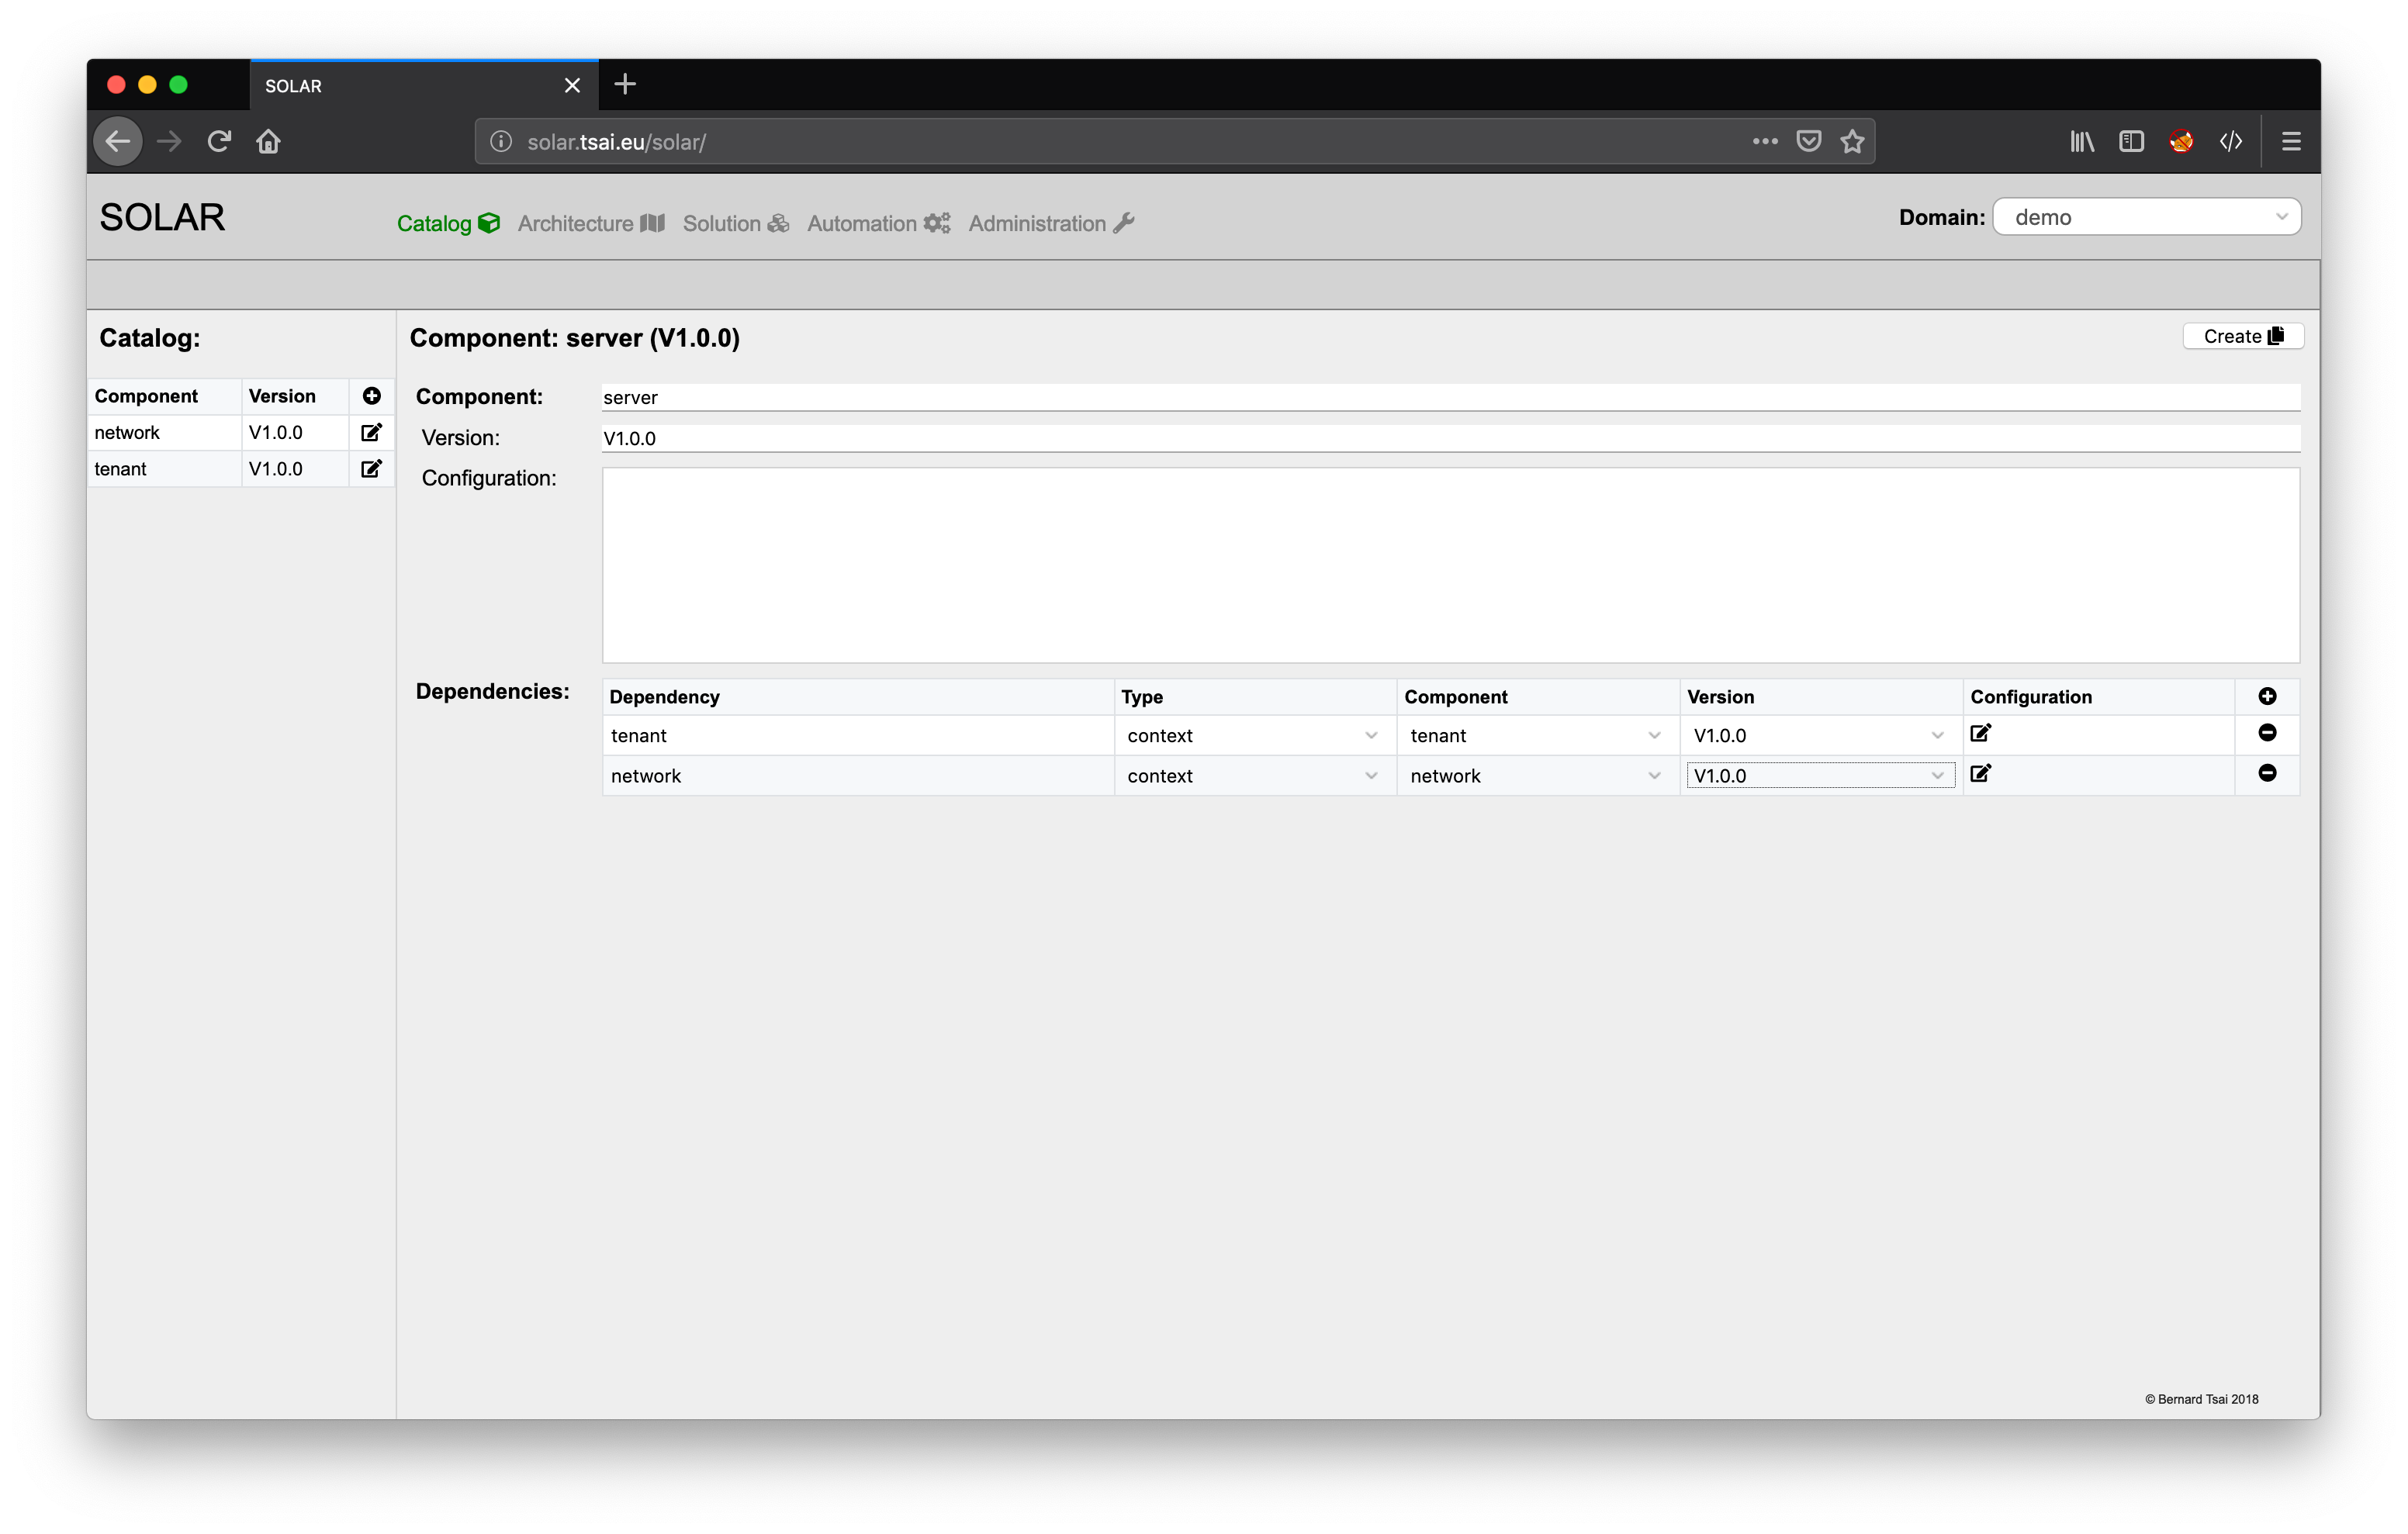 SOLAR
solar.tsai.eu/solar/
SOLAR Catalog Architecture Solution Automation Administration Domain: demo
Catalog:
Component Version
network V1.0.0
tenant V1.0.0
Component: server (V1.0.0) Create
Component: server
Version: V1.0.0
Configuration:
Dependencies: Dependency Type Component Version Configuration
tenant context tenant V1.0.0
network context network V1.0.0
© Bernard Tsai 2018